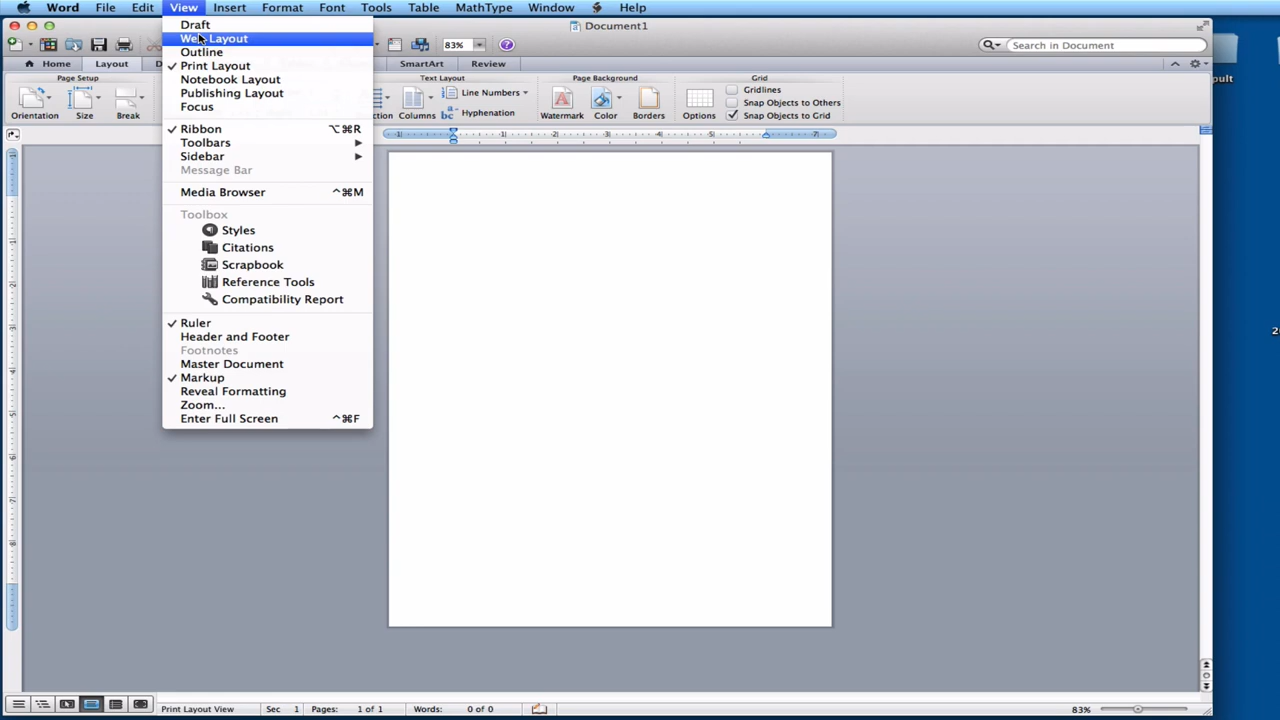 Word File Edit View Insert Format Font Tools Table MathType Window Help
Document1
83%
Search in Document
Home Layout SmartArt Review
Page Setup Text Layout Page Background Grid
Orientation Size Break Columns Line Numbers Hyphenation Watermark Color Borders Options
Gridlines
Snap Objects to Others
Snap Objects to Grid
Draft
Web Layout
Outline
Print Layout
Notebook Layout
Publishing Layout
Focus
Ribbon ⌥⌘R
Toolbars
Sidebar
Message Bar
Media Browser ^⌘M
Toolbox
Styles
Citations
Scrapbook
Reference Tools
Compatibility Report
Ruler
Header and Footer
Footnotes
Master Document
Markup
Reveal Formatting
Zoom...
Enter Full Screen ^⌘F
Print Layout View Sec 1 Pages: 1 of 1 Words: 0 of 0 83%